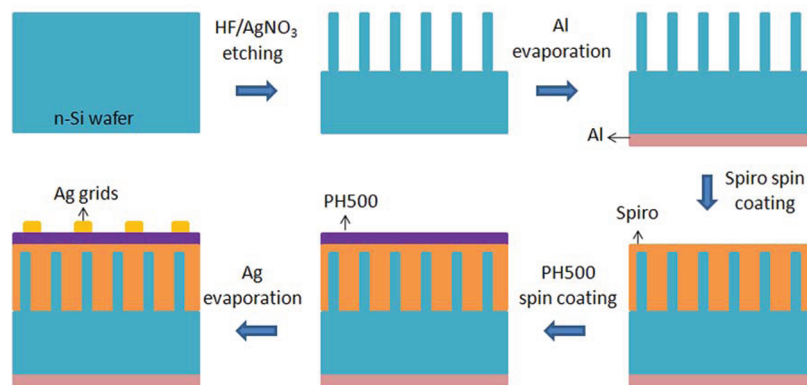 HF/AgNO₃
etching
Al
evaporation
n-Si wafer
Al
Spiro spin
coating
Ag grids
PH500
Spiro
Ag
evaporation
PH500
spin coating